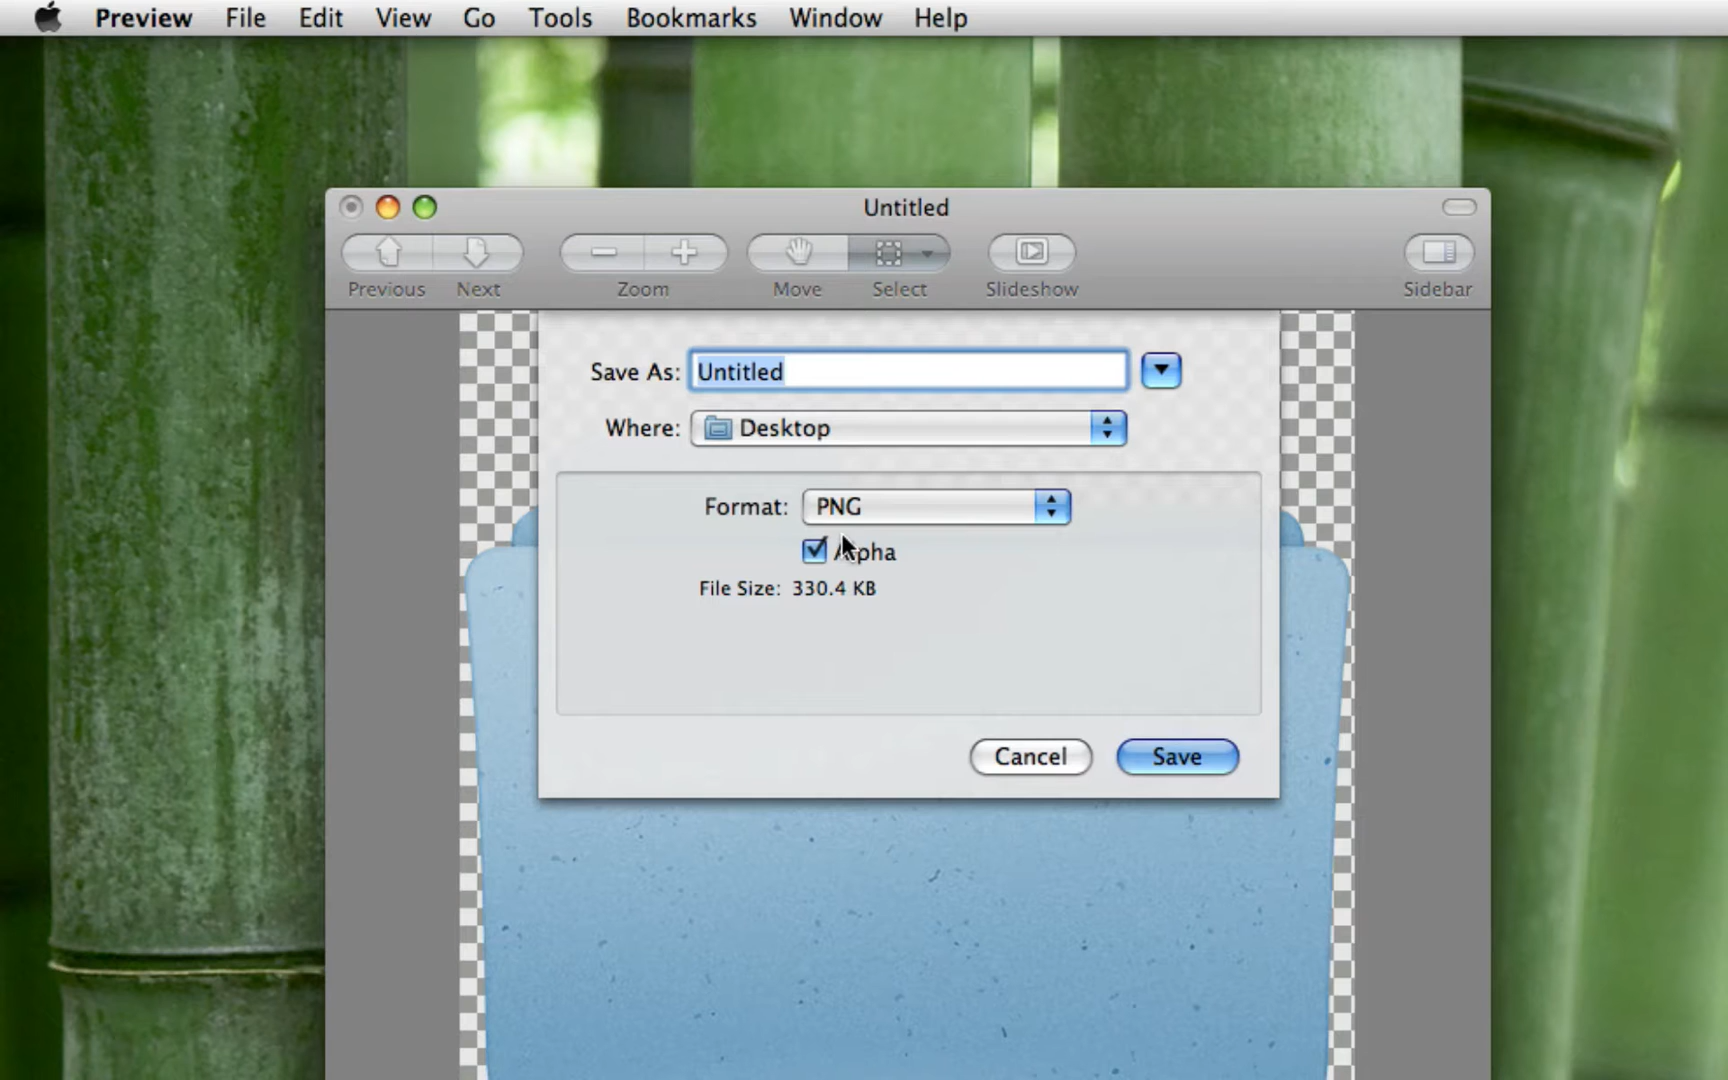 Preview File Edit View Go Tools Bookmarks Window Help
Untitled
Previous Next Zoom Move Select Slideshow Sidebar
Save As: Untitled
Where: Desktop
Format: PNG
Alpha
File Size: 330.4 KB
Cancel Save